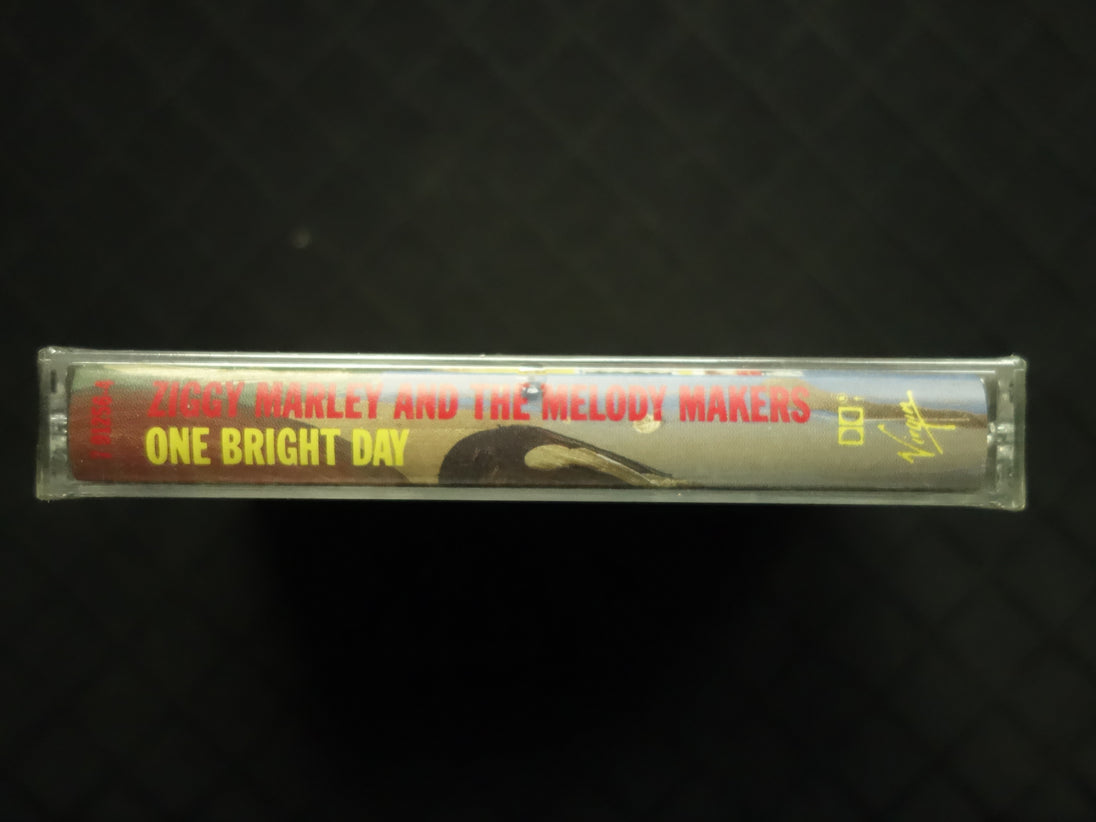 ZIGGY MARLEY AND THE MELODY MAKERS
ONE BRIGHT DAY
Virgin